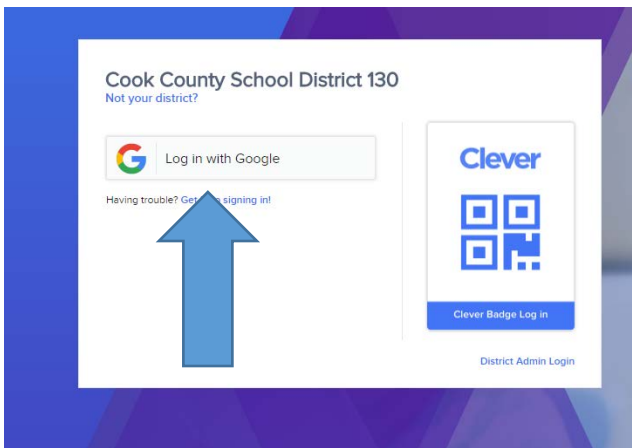 Cook County School District 130
Not your district?
Log in with Google
Having trouble? Get signing in!
Clever
Clever Badge Log in
District Admin Login